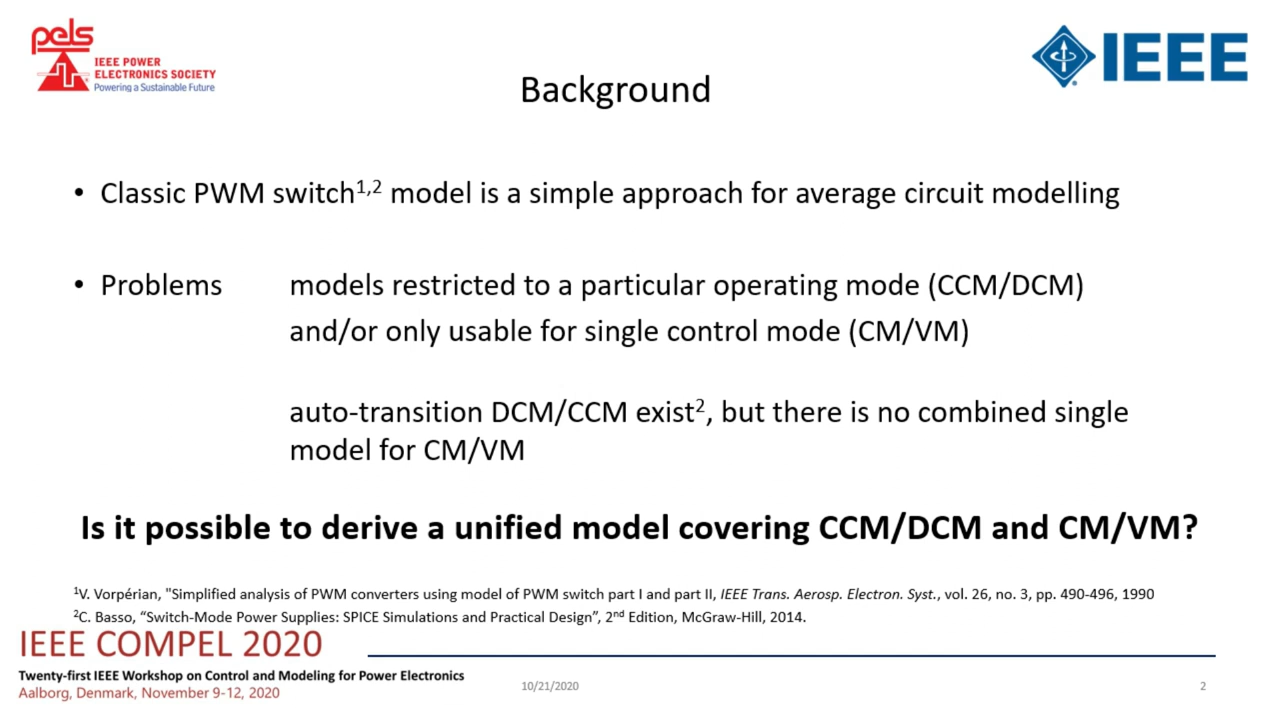 pels
IEEE POWER
ELECTRONICS SOCIETY
Powering a Sustainable Future
IEEE
Background
• Classic PWM switch1,2 model is a simple approach for average circuit modelling
• Problems models restricted to a particular operating mode (CCM/DCM)
and/or only usable for single control mode (CM/VM)
auto-transition DCM/CCM exist2, but there is no combined single
model for CM/VM
Is it possible to derive a unified model covering CCM/DCM and CM/VM?
1V. Vorpérian, "Simplified analysis of PWM converters using model of PWM switch part I and part II, IEEE Trans. Aerosp. Electron. Syst., vol. 26, no. 3, pp. 490-496, 1990
2C. Basso, “Switch-Mode Power Supplies: SPICE Simulations and Practical Design”, 2nd Edition, McGraw-Hill, 2014.
IEEE COMPEL 2020
Twenty-first IEEE Workshop on Control and Modeling for Power Electronics
Aalborg, Denmark, November 9-12, 2020
10/21/2020
2